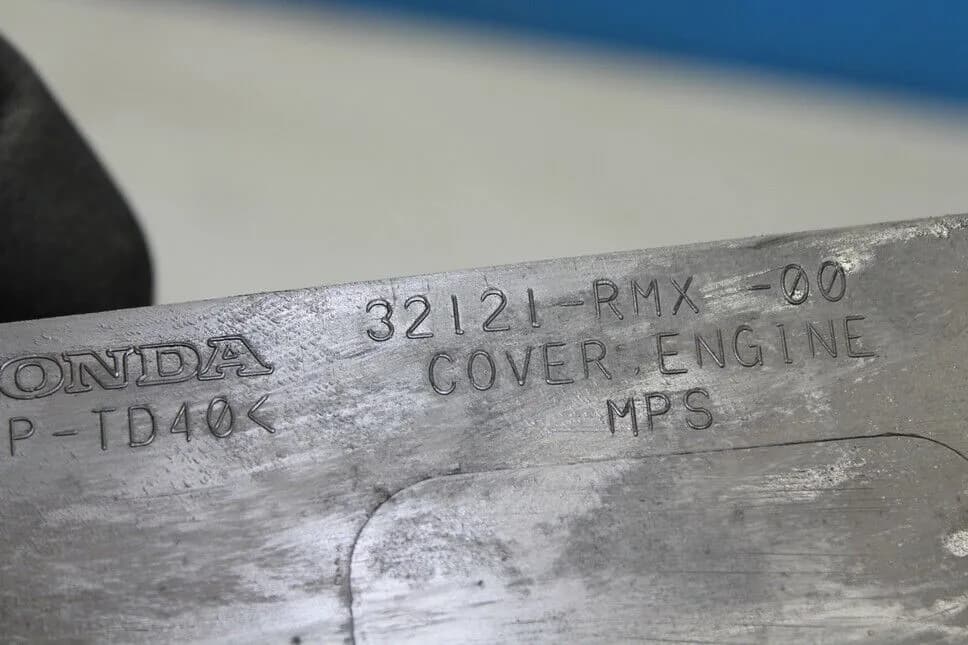 32121-RMX -00
ONDA COVER, ENGINE
P-TD40< MPS